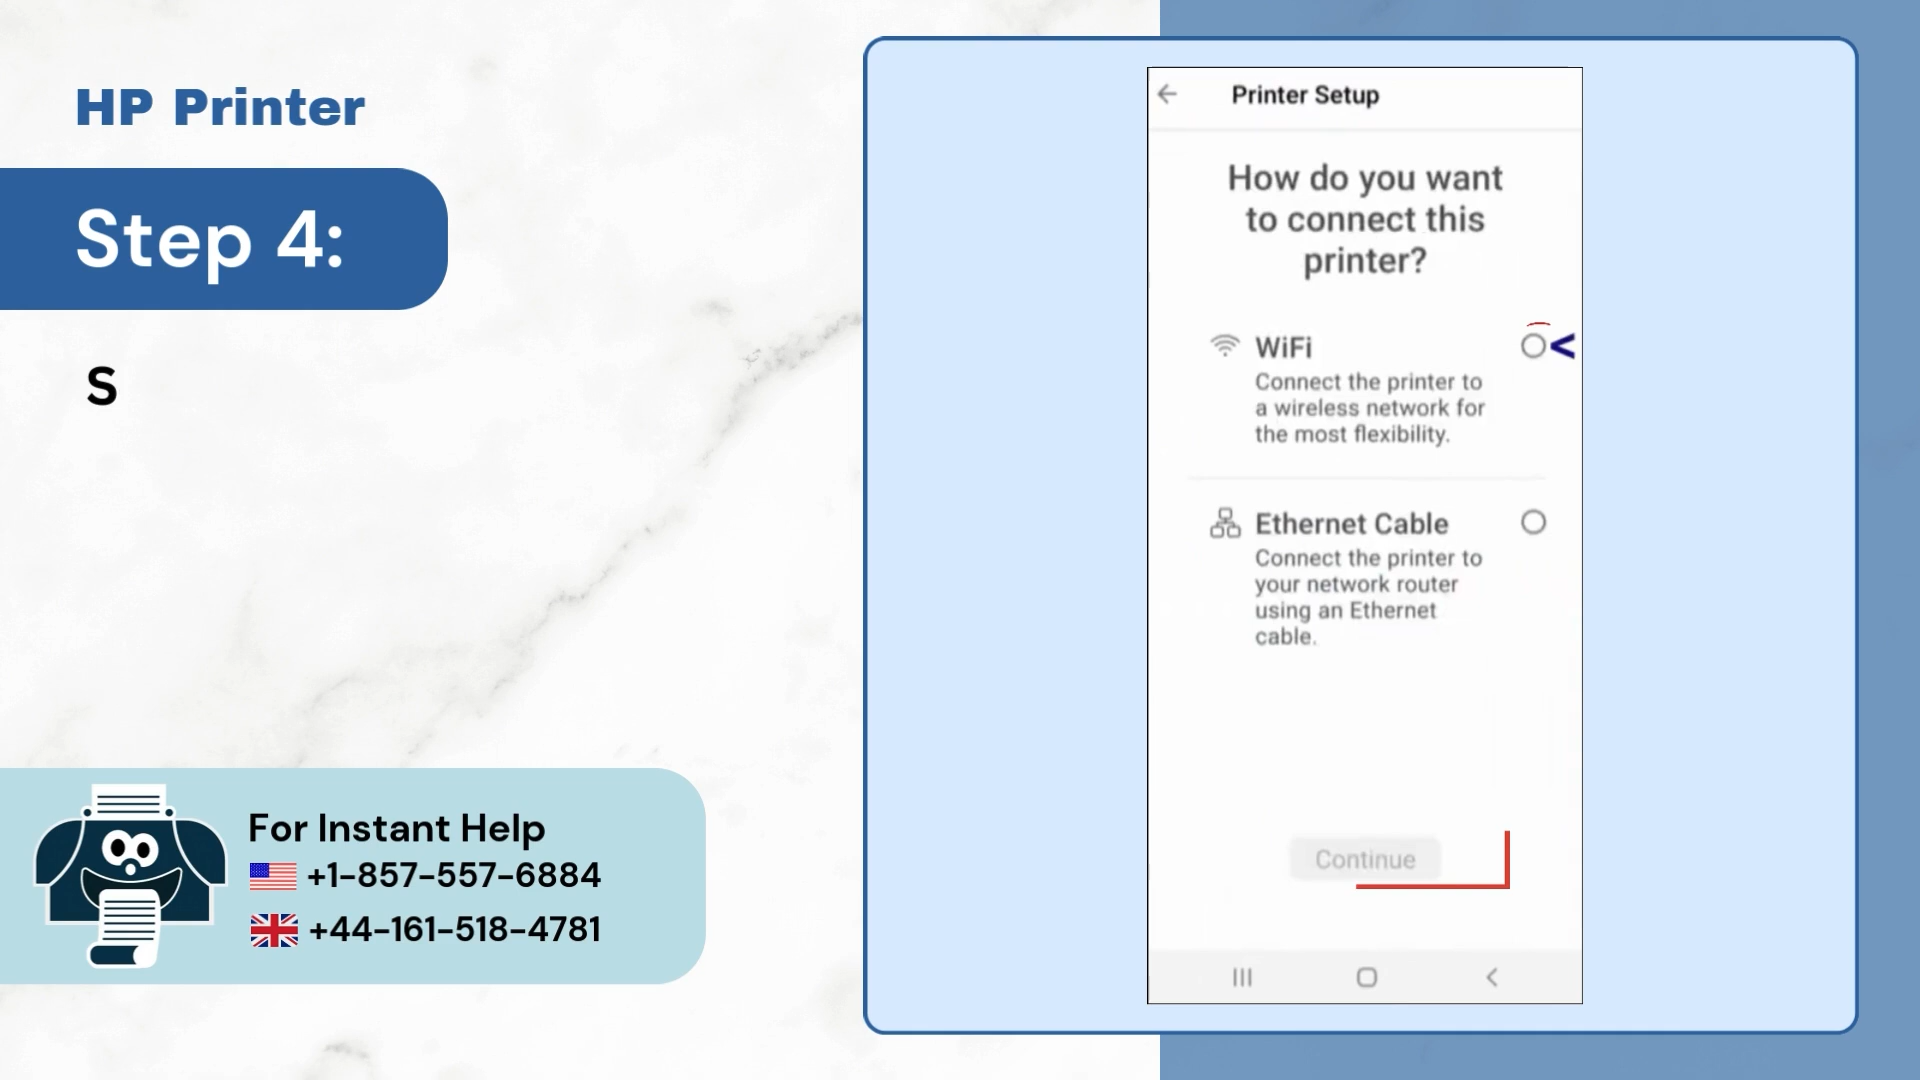 HP Printer
Step 4:
S
For Instant Help
+1-857-557-6884
+44-161-518-4781
Printer Setup
How do you want
to connect this
printer?
WiFi
Connect the printer to
a wireless network for
the most flexibility.
Ethernet Cable
Connect the printer to
your network router
using an Ethernet
cable.
Continue